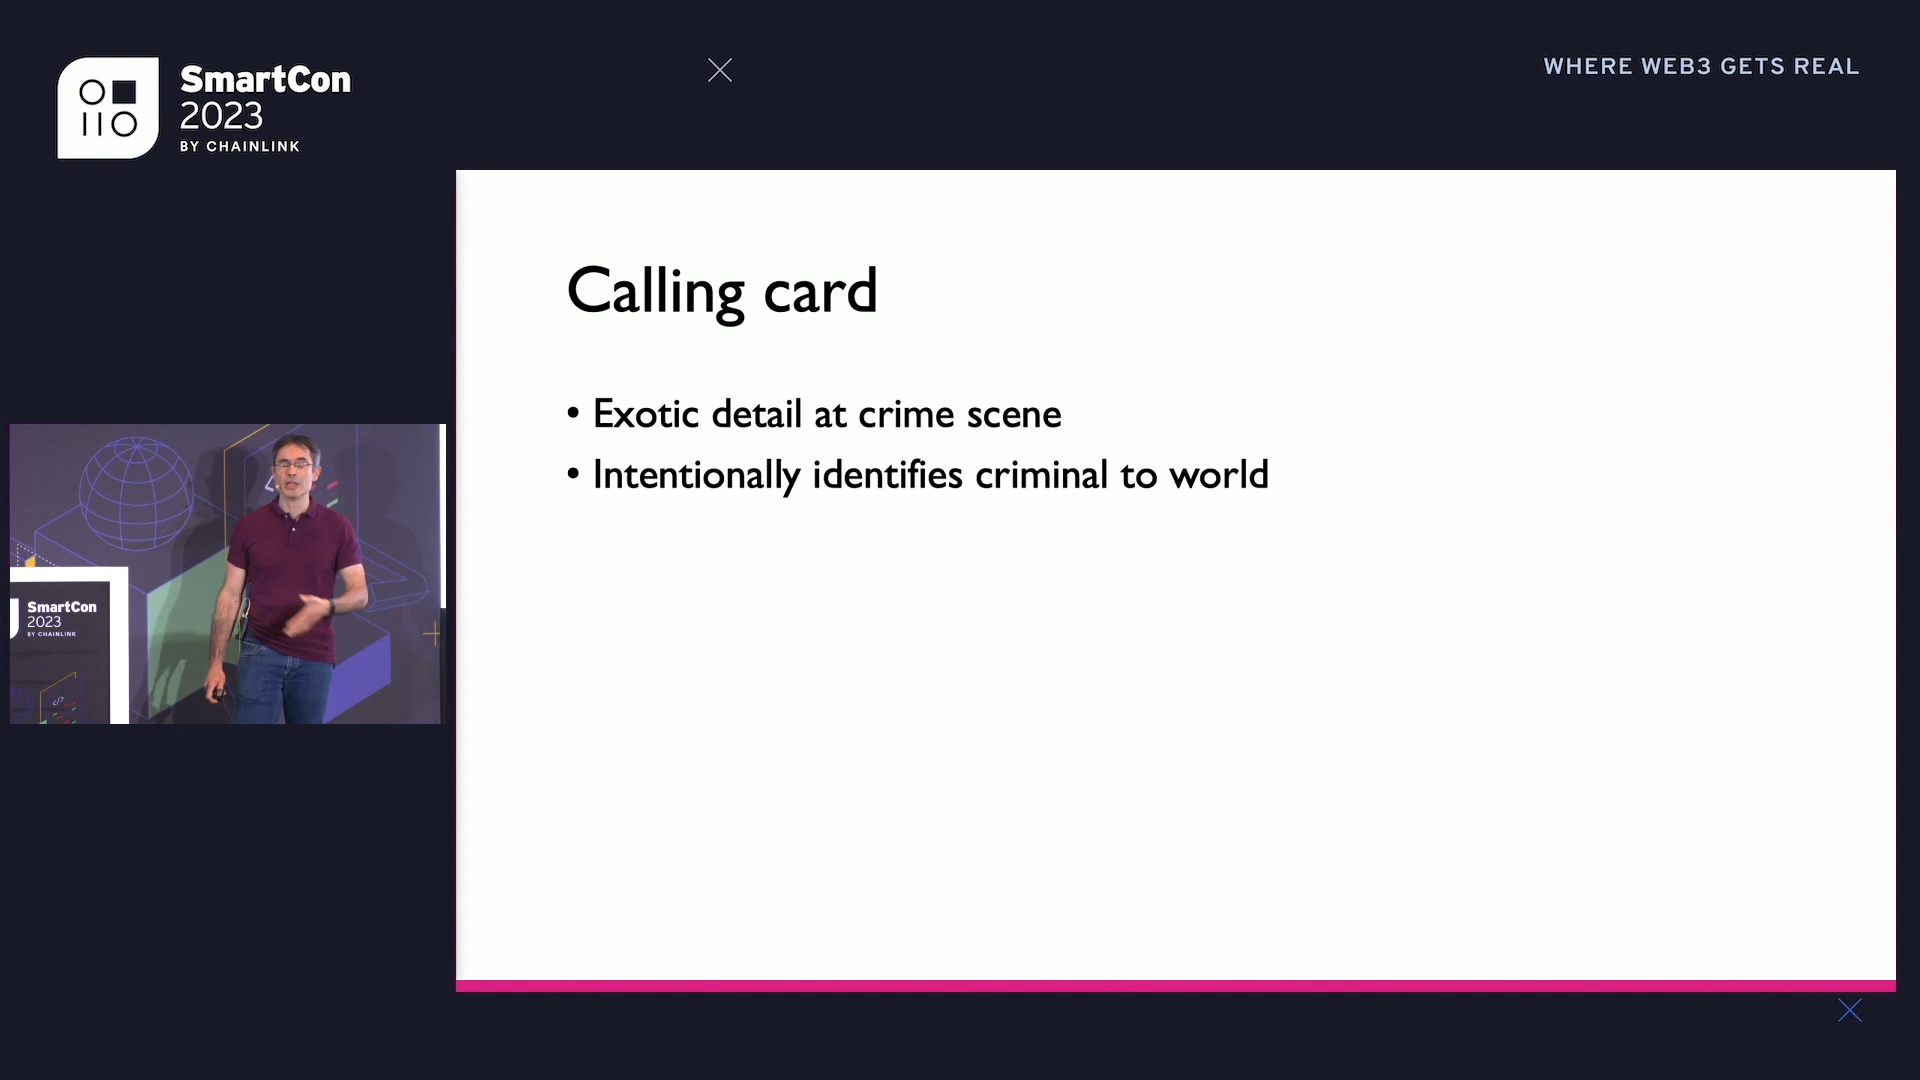 SmartCon
2023
BY CHAINLINK
WHERE WEB3 GETS REAL
Calling card
• Exotic detail at crime scene
• Intentionally identifies criminal to world
SmartCon
2023
BY CHAINLINK